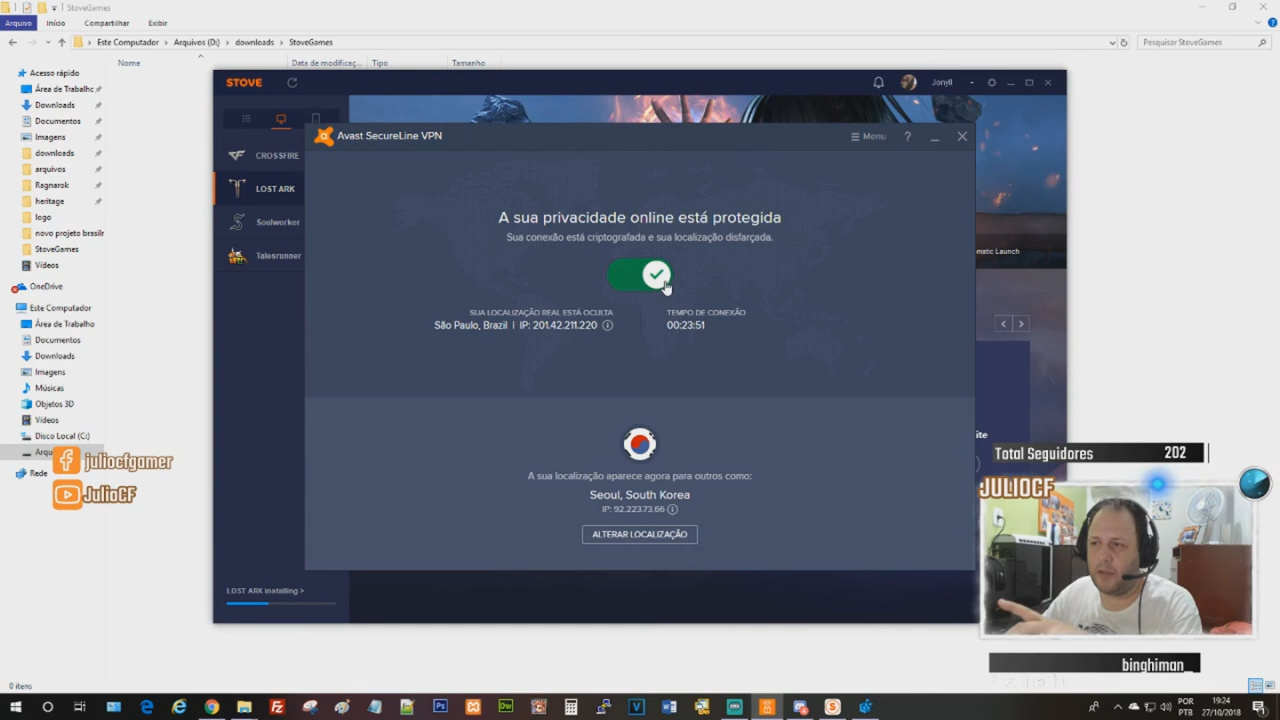 StoveGames
Arquivo
Início
Compartilhar
Exibir
Este Computador
Arquivos (D:)
downloads
StoveGames
Pesquisar StoveGames
Nome
Data de modificaç...
Tipo
Tamanho
Acesso rápido
Área de Trabalho
Downloads
Documentos
Imagens
downloads
arquivos
Ragnarok
heritage
logo
novo projeto brasilr
StoveGames
Vídeos
OneDrive
Este Computador
Área de Trabalho
Documentos
Downloads
Imagens
Músicas
Objetos 3D
Vídeos
Disco Local (C:)
Arqu
Rede
0 itens
juliocfgamer
JulioCF
STOVE
Jonyll
CROSSFIRE
LOST ARK
Soulworker
Talesrunner
LOST ARK installing >
matic Launch
ite
Avast SecureLine VPN
Menu
?
A sua privacidade online está protegida
Sua conexão está criptografada e sua localização disfarçada.
SUA LOCALIZAÇÃO REAL ESTÁ OCULTA
São Paulo, Brazil | IP: 201.42.211.220
TEMPO DE CONEXÃO
00:23:51
A sua localização aparece agora para outros como:
Seoul, South Korea
IP: 92.223.73.66
ALTERAR LOCALIZAÇÃO
Total Seguidores 202
JULIOCF
binghiman_
POR
PTB
19:24
27/10/2018